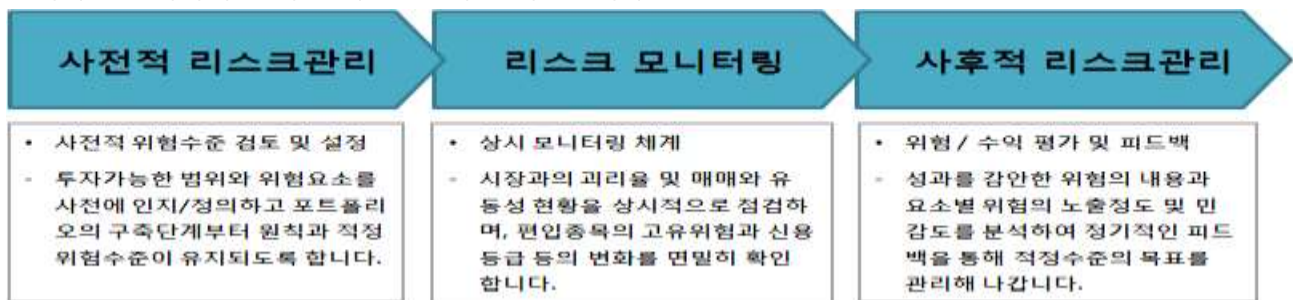 사전적 리스크관리
• 사전적 위험수준 검토 및 설정
- 투자가능한 범위와 위험요소를
사전에 인지/정의하고 포트폴리
오의 구축단계부터 원칙과 적정
위험수준이 유지되도록 합니다.
리스크 모니터링
• 상시 모니터링 체계
- 시장과의 괴리율 및 매매와 유
동성 현황을 상시적으로 점검하
며, 편입종목의 고유위험과 신용
등급 등의 변화를 면밀히 확인
합니다.
사후적 리스크관리
• 위험 / 수익 평가 및 피드백
- 성과를 감안한 위험의 내용과
요소별 위험의 노출정도 및 민
감도를 분석하여 정기적인 피드
백을 통해 적정수준의 목표를
관리해 나갑니다.